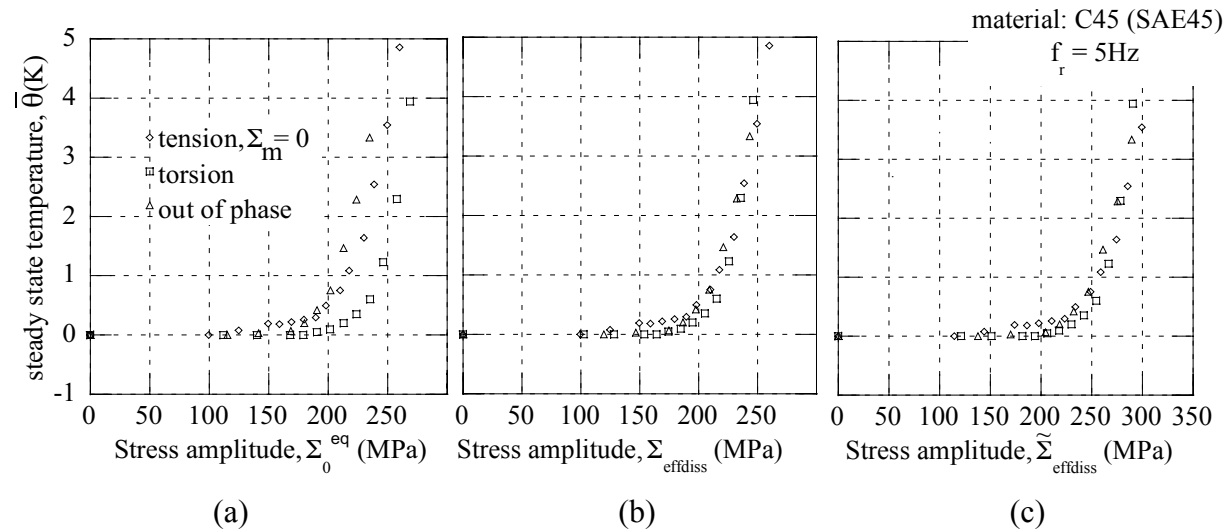 material: C45 (SAE45)
f_r = 5Hz
steady state temperature, θ̄(K)
5
4
3
2
1
0
-1
tension, Σ_m = 0
torsion
out of phase
0 50 100 150 200 250
0 50 100 150 200 250
0 50 100 150 200 250 300 350
Stress amplitude, Σ_0^eq (MPa)
Stress amplitude, Σ_effdiss (MPa)
Stress amplitude, Σ̃_effdiss (MPa)
(a)
(b)
(c)